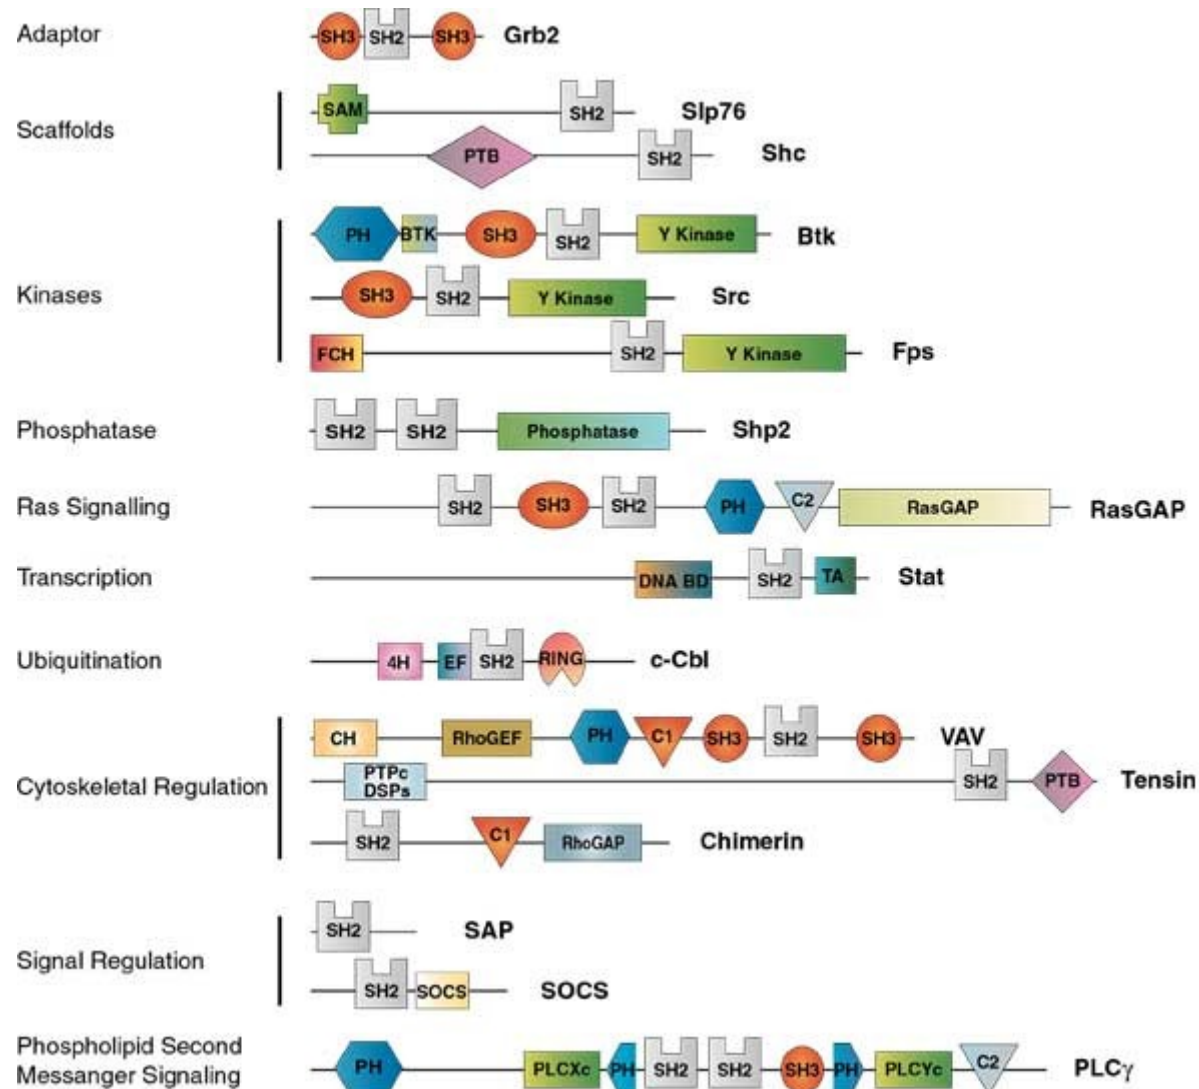 Adaptor SH3 SH2 SH3 Grb2
Scaffolds
SAM SH2 Slp76
PTB SH2 Shc
Kinases
PH BTK SH3 SH2 Y Kinase Btk
SH3 SH2 Y Kinase Src
FCH SH2 Y Kinase Fps
Phosphatase SH2 SH2 Phosphatase Shp2
Ras Signalling SH2 SH3 SH2 PH C2 RasGAP RasGAP
Transcription DNA BD SH2 TA Stat
Ubiquitination 4H EF SH2 RING c-Cbl
Cytoskeletal Regulation
CH RhoGEF PH C1 SH3 SH2 SH3 VAV
PTPc
DSPs SH2 PTB Tensin
SH2 C1 RhoGAP Chimerin
Signal Regulation
SH2 SAP
SH2 SOCS SOCS
Phospholipid Second
Messanger Signaling
PH PLCXc PH SH2 SH2 SH3 PH PLCYc C2 PLCγ